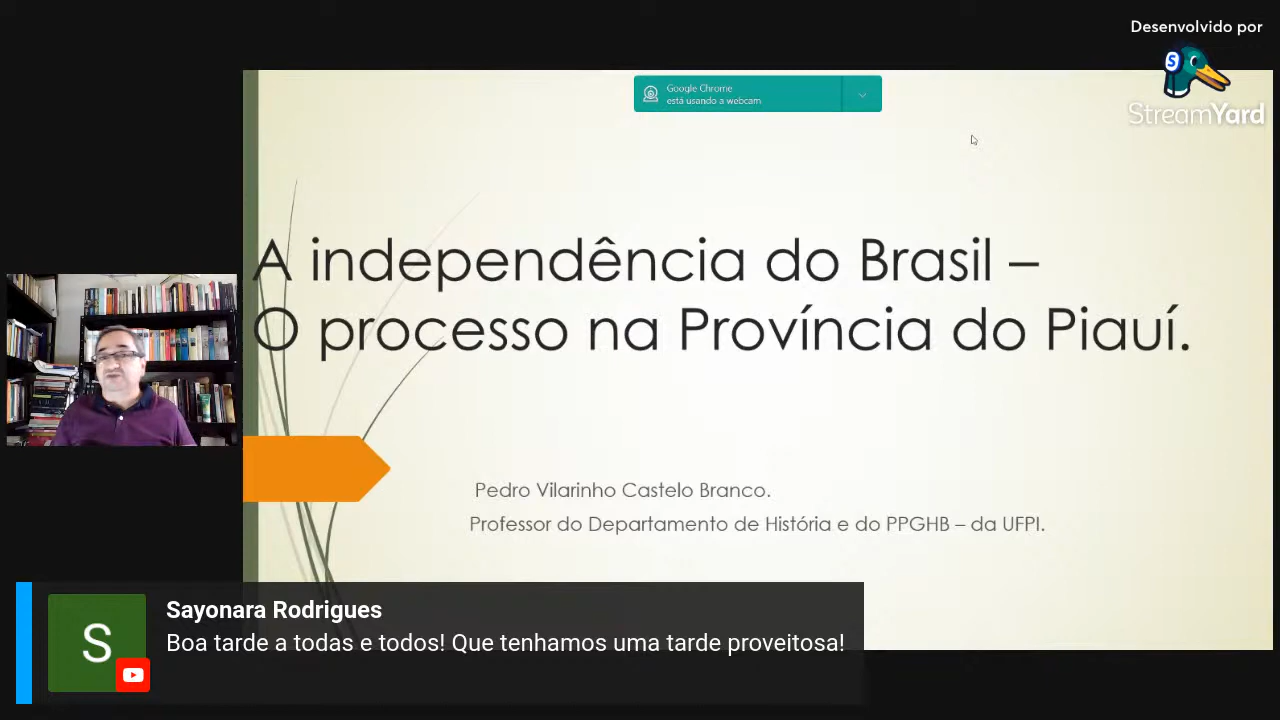 Desenvolvido por
S
StreamYard
Google Chrome
está usando a webcam
A independência do Brasil –
O processo na Província do Piauí.
Pedro Vilarinho Castelo Branco.
Professor do Departamento de História e do PPGHB – da UFPI.
S
Sayonara Rodrigues
Boa tarde a todas e todos! Que tenhamos uma tarde proveitosa!